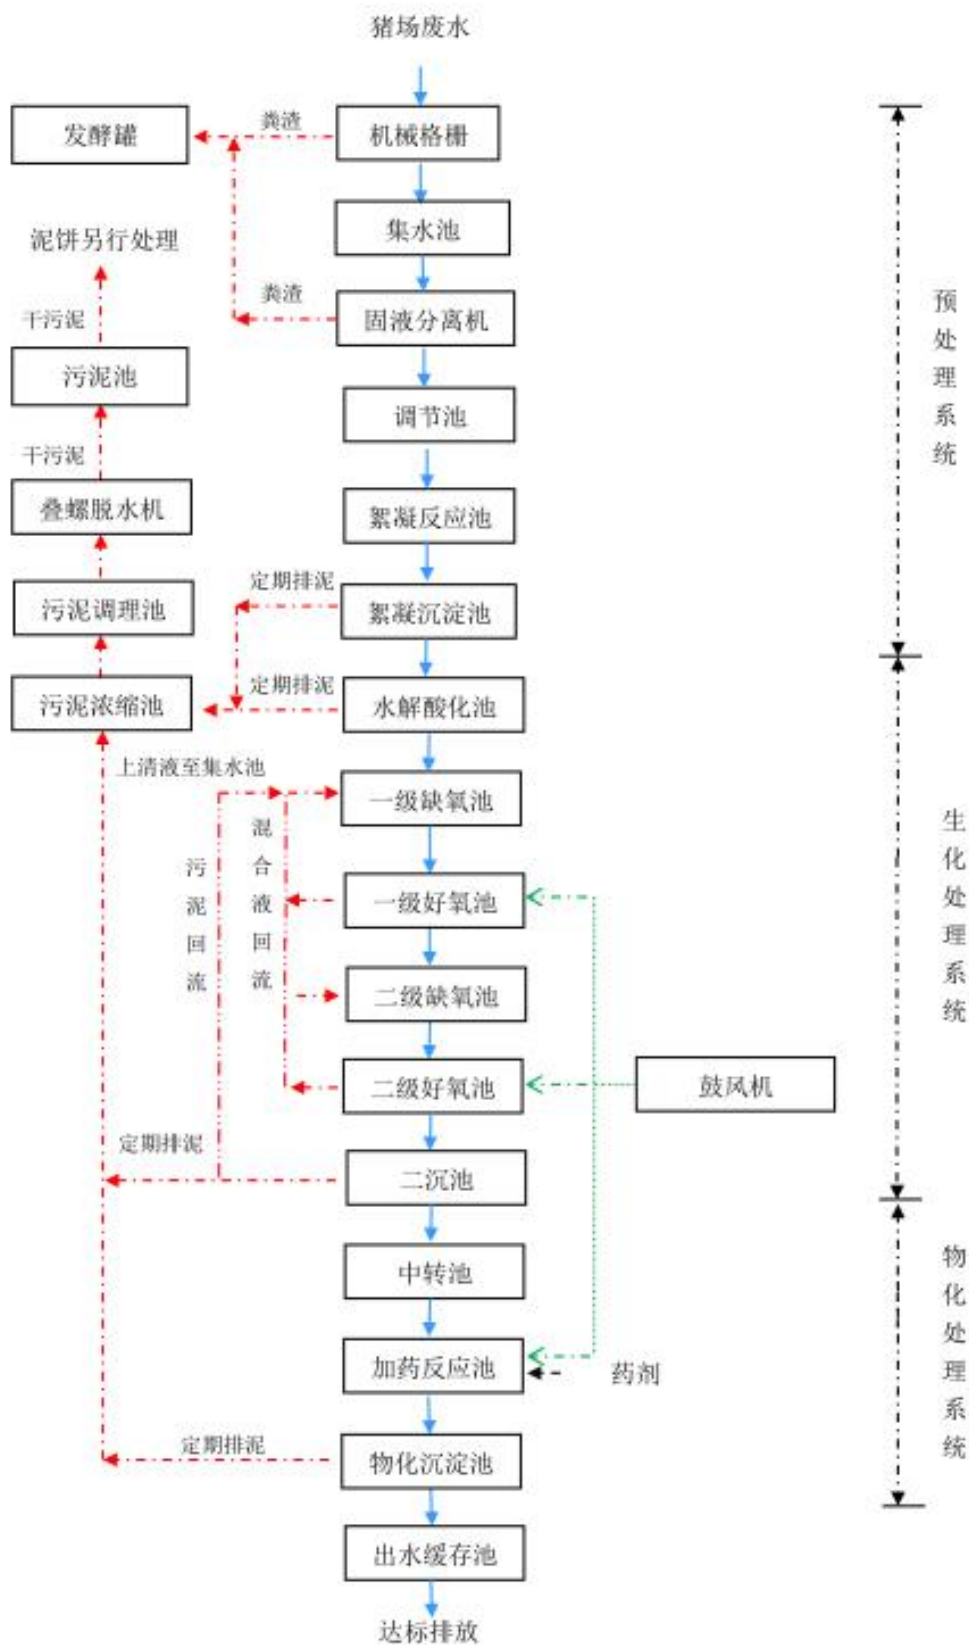 猪场废水
发酵罐
粪渣
机械格栅
集水池
泥饼另行处理
粪渣
固液分离机
干污泥
污泥池
调节池
预处理系统
干污泥
叠螺脱水机
絮凝反应池
定期排泥
污泥调理池
絮凝沉淀池
定期排泥
污泥浓缩池
水解酸化池
上清液至集水池
一级缺氧池
混合液回流
污泥回流
一级好氧池
生化处理系统
二级缺氧池
二级好氧池
鼓风机
定期排泥
二沉池
中转池
物化处理系统
加药反应池
药剂
定期排泥
物化沉淀池
出水缓存池
达标排放